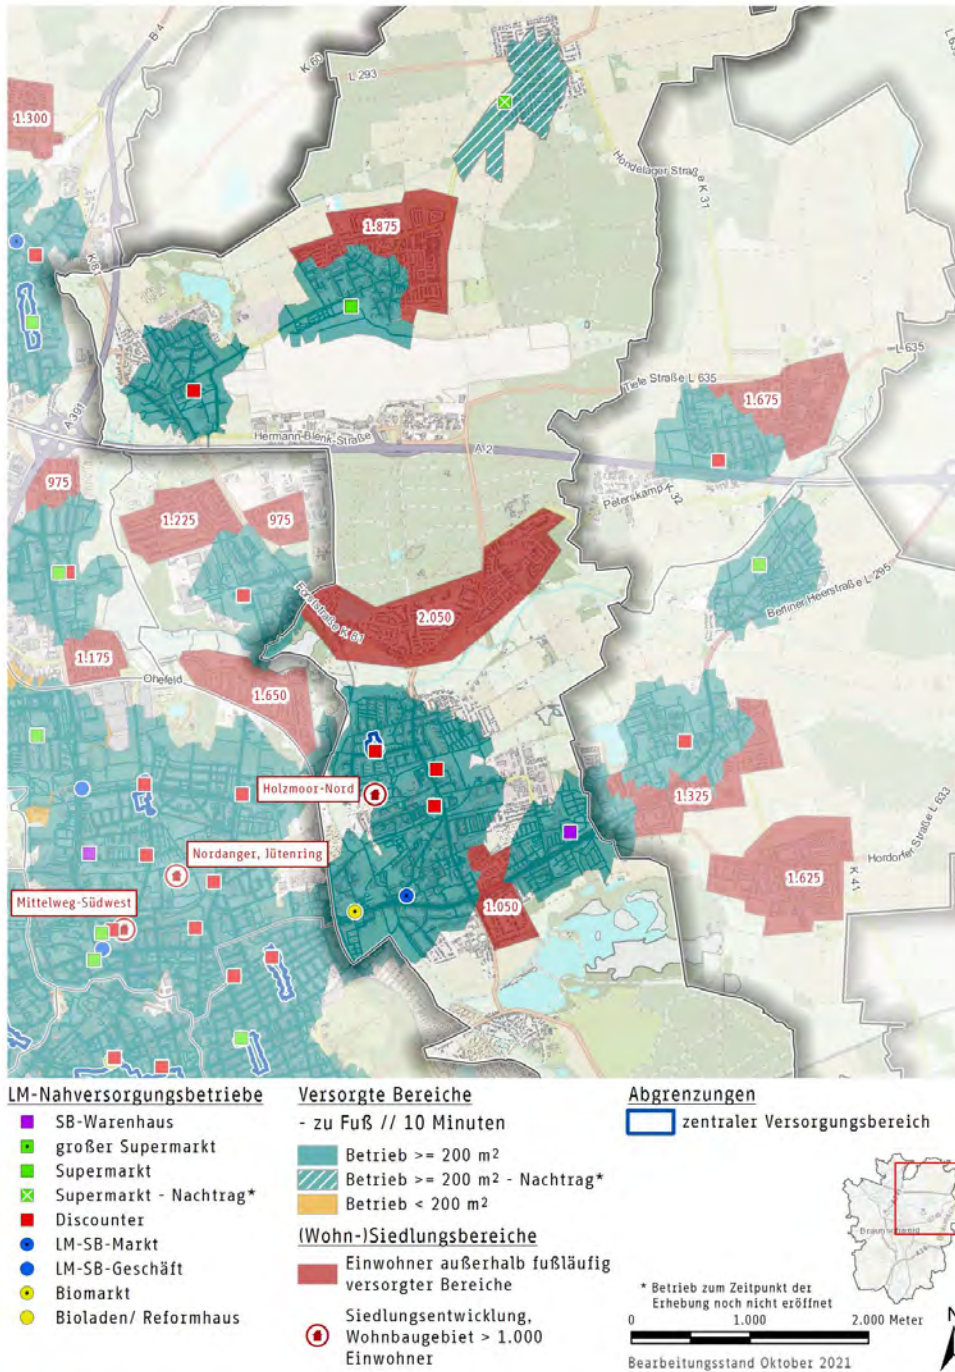 B 4
K 60
L 293
L 635
1.300
Hondelager Straße K 31
1.875
K 81
L 635
Tiefe Straße L 635
1.675
A 391
Hermann-Blenk-Straße
A 2
975
Peterskamp K 32
1.225
975
Forststraße K 81
2.050
Berliner Heerstraße L 295
1.175
Ohefeld
1.650
Holzmoor-Nord
1.325
Hordorfer Straße L 633
Nordanger, Jütenring
K 41
1.625
Mittelweg-Südwest
1.050
LM-Nahversorgungsbetriebe
SB-Warenhaus
großer Supermarkt
Supermarkt
Supermarkt - Nachtrag*
Discounter
LM-SB-Markt
LM-SB-Geschäft
Biomarkt
Bioladen/ Reformhaus
Versorgte Bereiche
- zu Fuß // 10 Minuten
Betrieb >= 200 m²
Betrieb >= 200 m² - Nachtrag*
Betrieb < 200 m²
(Wohn-)Siedlungsbereiche
Einwohner außerhalb fußläufig
versorgter Bereiche
Siedlungsentwicklung,
Wohnbaugebiet > 1.000
Einwohner
Abgrenzungen
zentraler Versorgungsbereich
* Betrieb zum Zeitpunkt der
Erhebung noch nicht eröffnet
0 1.000 2.000 Meter
N
Bearbeitungsstand Oktober 2021